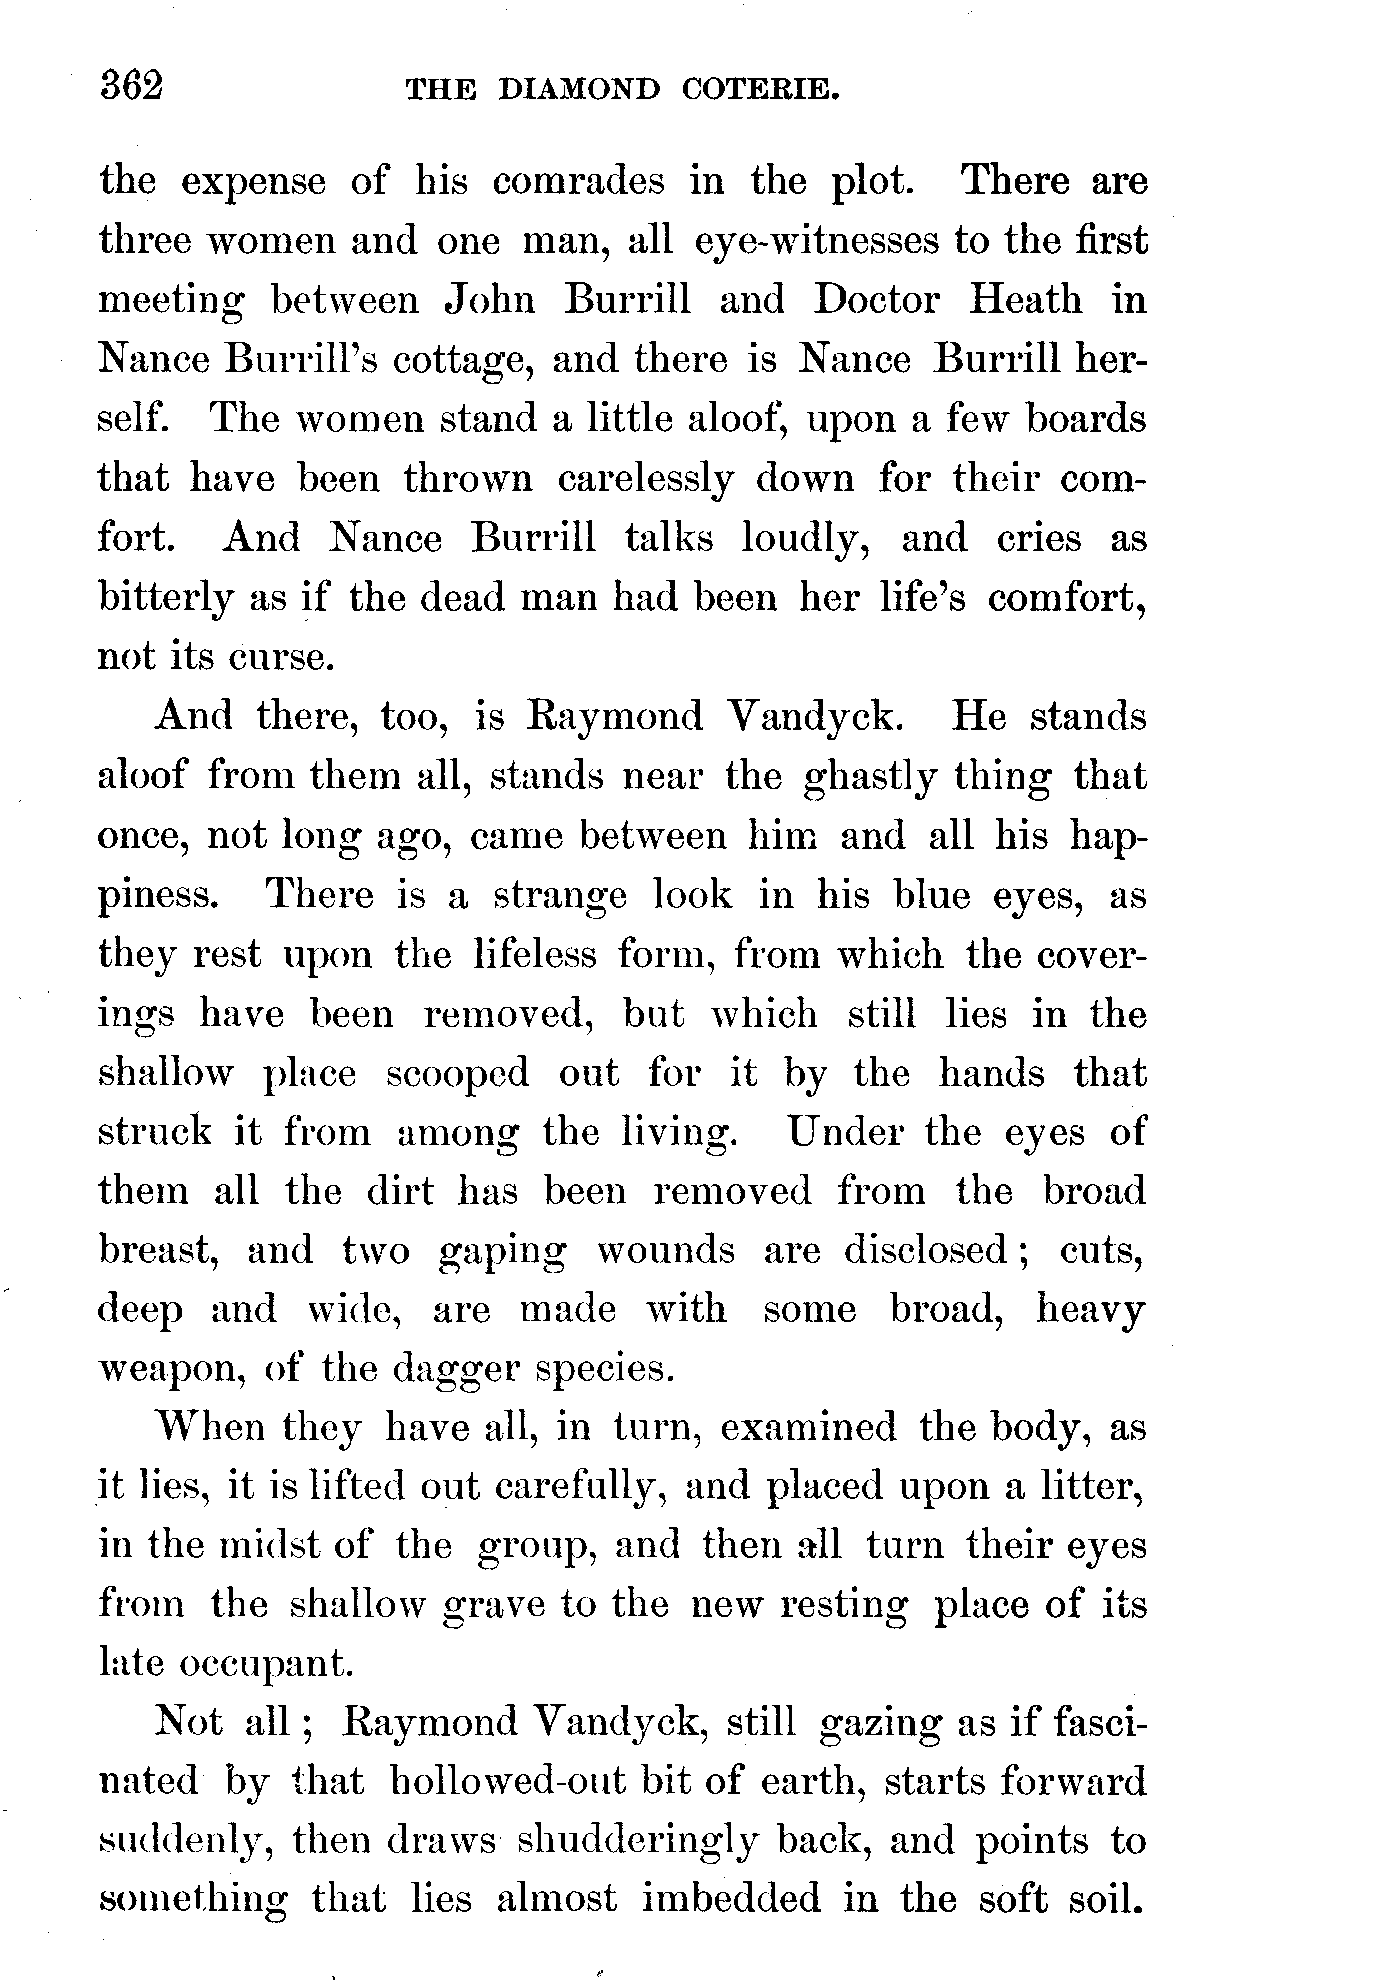 362 THE DIAMOND COTERIE.
the expense of his comrades in the plot. There are
three women and one man, all eye-witnesses to the first
meeting between John Burrill and Doctor Heath in
Nance Burrill's cottage, and there is Nance Burrill her-
self. The women stand a little aloof, upon a few boards
that have been thrown carelessly down for their com-
fort. And Nance Burrill talks loudly, and cries as
bitterly as if the dead man had been her life's comfort,
not its curse.
And there, too, is Raymond Vandyck. He stands
aloof from them all, stands near the ghastly thing that
once, not long ago, came between him and all his hap-
piness. There is a strange look in his blue eyes, as
they rest upon the lifeless form, from which the cover-
ings have been removed, but which still lies in the
shallow place scooped out for it by the hands that
struck it from among the living. Under the eyes of
them all the dirt has been removed from the broad
breast, and two gaping wounds are disclosed; cuts,
deep and wide, are made with some broad, heavy
weapon, of the dagger species.
When they have all, in turn, examined the body, as
it lies, it is lifted out carefully, and placed upon a litter,
in the midst of the group, and then all turn their eyes
from the shallow grave to the new resting place of its
late occupant.
Not all; Raymond Vandyck, still gazing as if fasci-
nated by that hollowed-out bit of earth, starts forward
suddenly, then draws shudderingly back, and points to
something that lies almost imbedded in the soft soil.